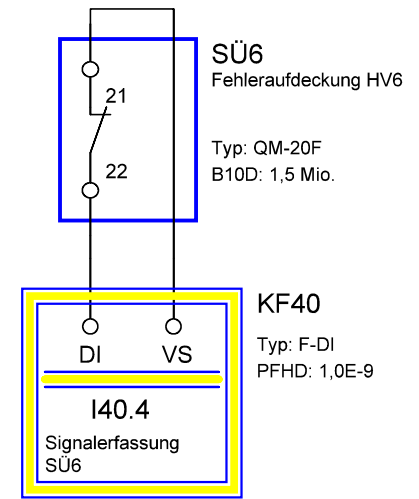 SÜ6
Fehleraufdeckung HV6
21
22
Typ: QM-20F
B10D: 1,5 Mio.
KF40
DI VS
Typ: F-DI
PFHD: 1,0E-9
I40.4
Signalerfassung
SÜ6